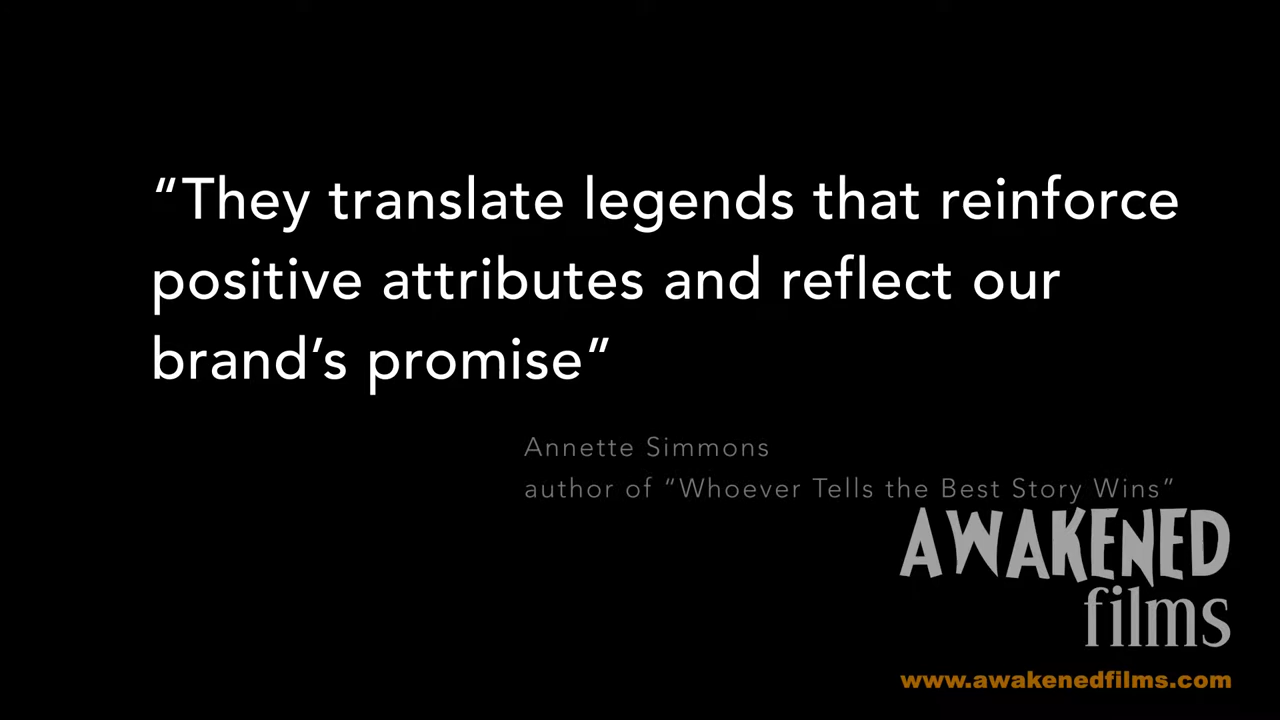 “They translate legends that reinforce
positive attributes and reflect our
brand’s promise”
Annette Simmons
author of “Whoever Tells the Best Story Wins”
AWAKENED
films
www.awakenedfilms.com